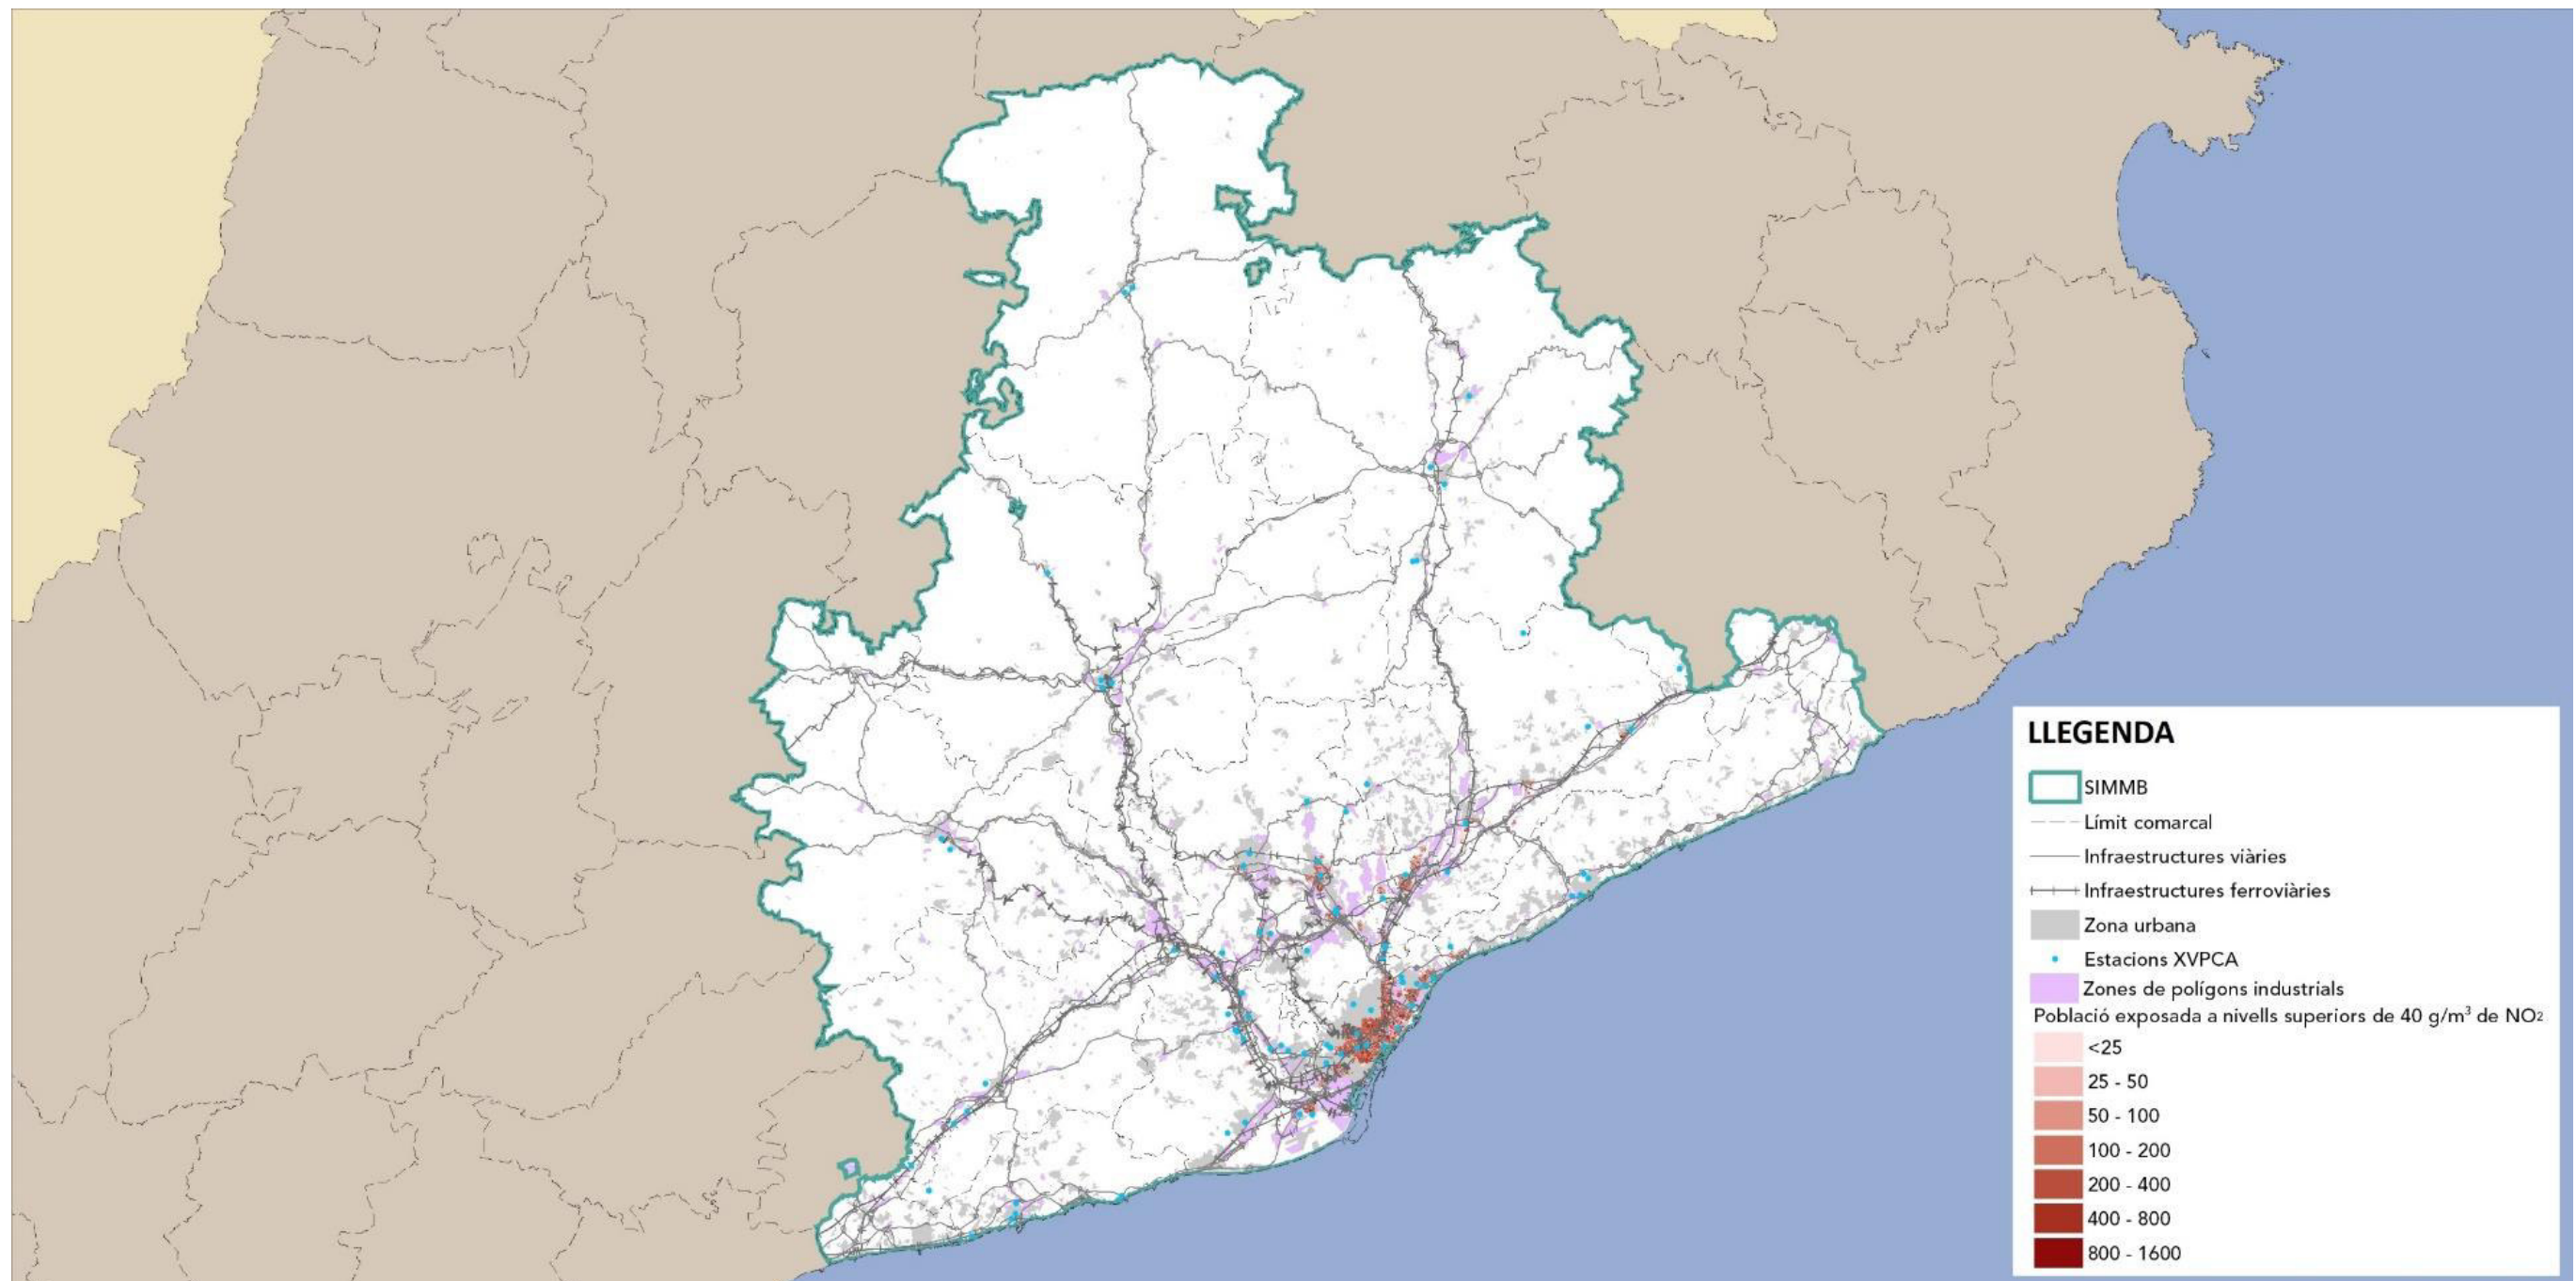 LLEGENDA
SIMMB
Límit comarcal
Infraestructures viàries
Infraestructures ferroviàries
Zona urbana
Estacions XVPCA
Zones de polígons industrials
Població exposada a nivells superiors de 40 g/m³ de NO2
<25
25 - 50
50 - 100
100 - 200
200 - 400
400 - 800
800 - 1600